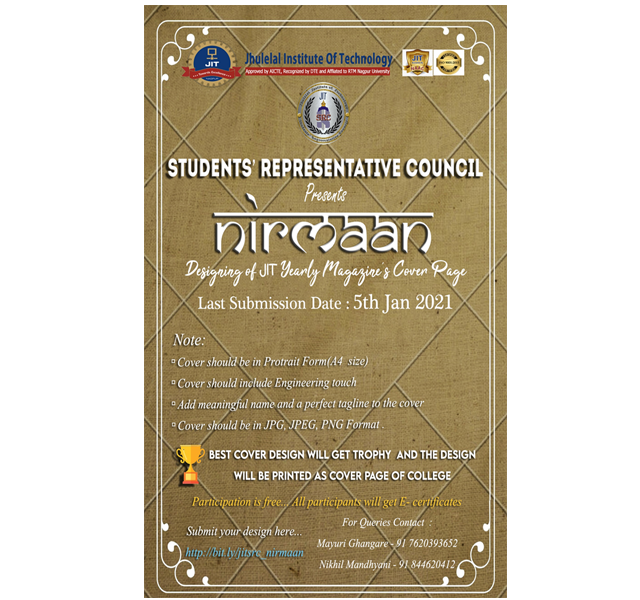 JIT
Jhulelal Institute Of Technology
Approved by AICTE, Recognized by DTE and Affliated to RTM Nagpur University
JIT
JIT
SRC
STUDENTS' REPRESENTATIVE COUNCIL
Presents
nirmaan
Designing of JIT Yearly Magazine's Cover Page
Last Submission Date : 5th Jan 2021
Note:
Cover should be in Protrait Form(A4 size)
Cover should include Engineering touch
Add meaningful name and a perfect tagline to the cover
Cover should be in JPG, JPEG, PNG Format .
BEST COVER DESIGN WILL GET TROPHY AND THE DESIGN
WILL BE PRINTED AS COVER PAGE OF COLLEGE
Participation is free... All participants will get E- certificates
Submit your design here...
http://bit.ly/jitsrc_nirmaan
For Queries Contact :
Mayuri Ghangare - 91 7620393652
Nikhil Mandhyani - 91 844620412